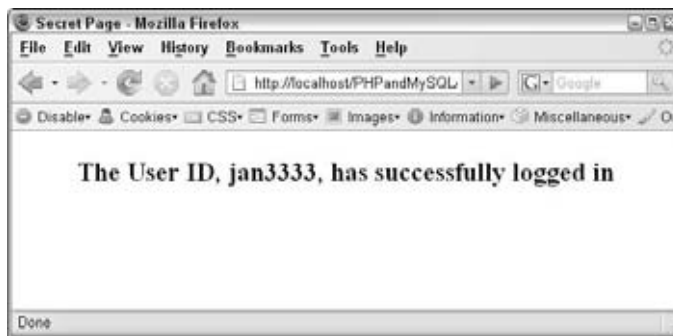 Secret Page - Mozilla Firefox
File Edit View History Bookmarks Tools Help
http://localhost/PHPandMySQL G Google
Disable Cookies CSS Forms Images Information Miscellaneous
The User ID, jan3333, has successfully logged in
Done